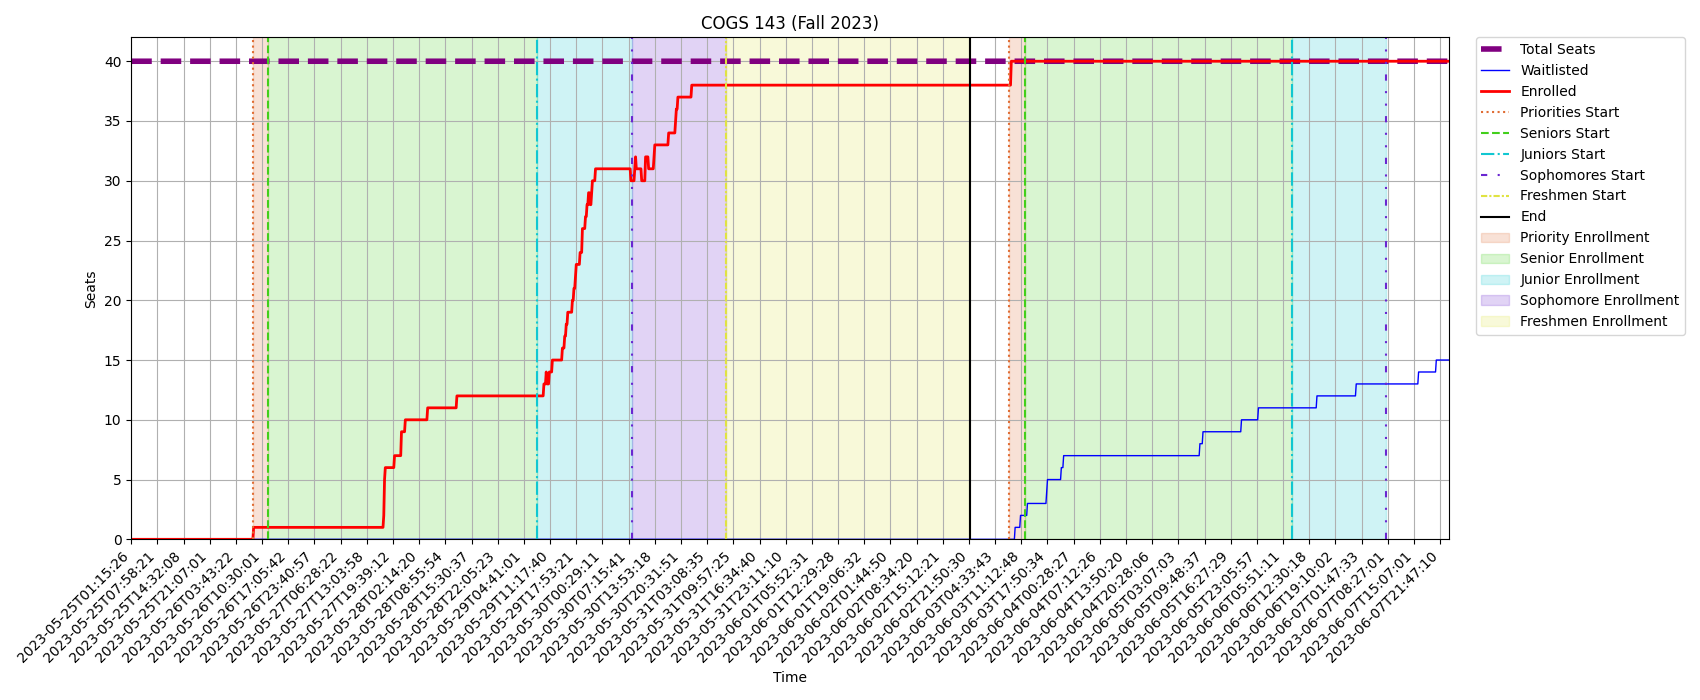 COGS 143 (Fall 2023)
Seats
40
35
30
25
20
15
10
5
0
2023-05-25T01:15:26
2023-05-25T07:58:21
2023-05-25T14:32:08
2023-05-25T21:07:01
2023-05-26T03:43:22
2023-05-26T10:30:01
2023-05-26T17:05:42
2023-05-26T23:40:57
2023-05-27T06:28:22
2023-05-27T13:03:58
2023-05-27T19:39:12
2023-05-28T02:14:20
2023-05-28T08:55:54
2023-05-28T15:30:37
2023-05-28T22:05:23
2023-05-29T04:41:01
2023-05-29T11:17:40
2023-05-29T17:53:21
2023-05-30T00:29:11
2023-05-30T07:15:41
2023-05-30T13:53:18
2023-05-30T20:31:51
2023-05-31T03:08:35
2023-05-31T09:57:25
2023-05-31T16:34:40
2023-05-31T23:11:10
2023-06-01T05:52:31
2023-06-01T12:29:28
2023-06-01T19:06:32
2023-06-02T01:44:50
2023-06-02T08:34:20
2023-06-02T15:12:21
2023-06-02T21:50:30
2023-06-03T04:33:43
2023-06-03T11:12:48
2023-06-03T17:50:34
2023-06-04T00:28:27
2023-06-04T07:12:26
2023-06-04T13:50:20
2023-06-04T20:28:06
2023-06-05T03:07:03
2023-06-05T09:48:37
2023-06-05T16:27:29
2023-06-05T23:05:57
2023-06-06T05:51:11
2023-06-06T12:30:18
2023-06-06T19:10:02
2023-06-07T01:47:33
2023-06-07T08:27:01
2023-06-07T15:07:01
2023-06-07T21:47:10
Time
Total Seats
Waitlisted
Enrolled
Priorities Start
Seniors Start
Juniors Start
Sophomores Start
Freshmen Start
End
Priority Enrollment
Senior Enrollment
Junior Enrollment
Sophomore Enrollment
Freshmen Enrollment